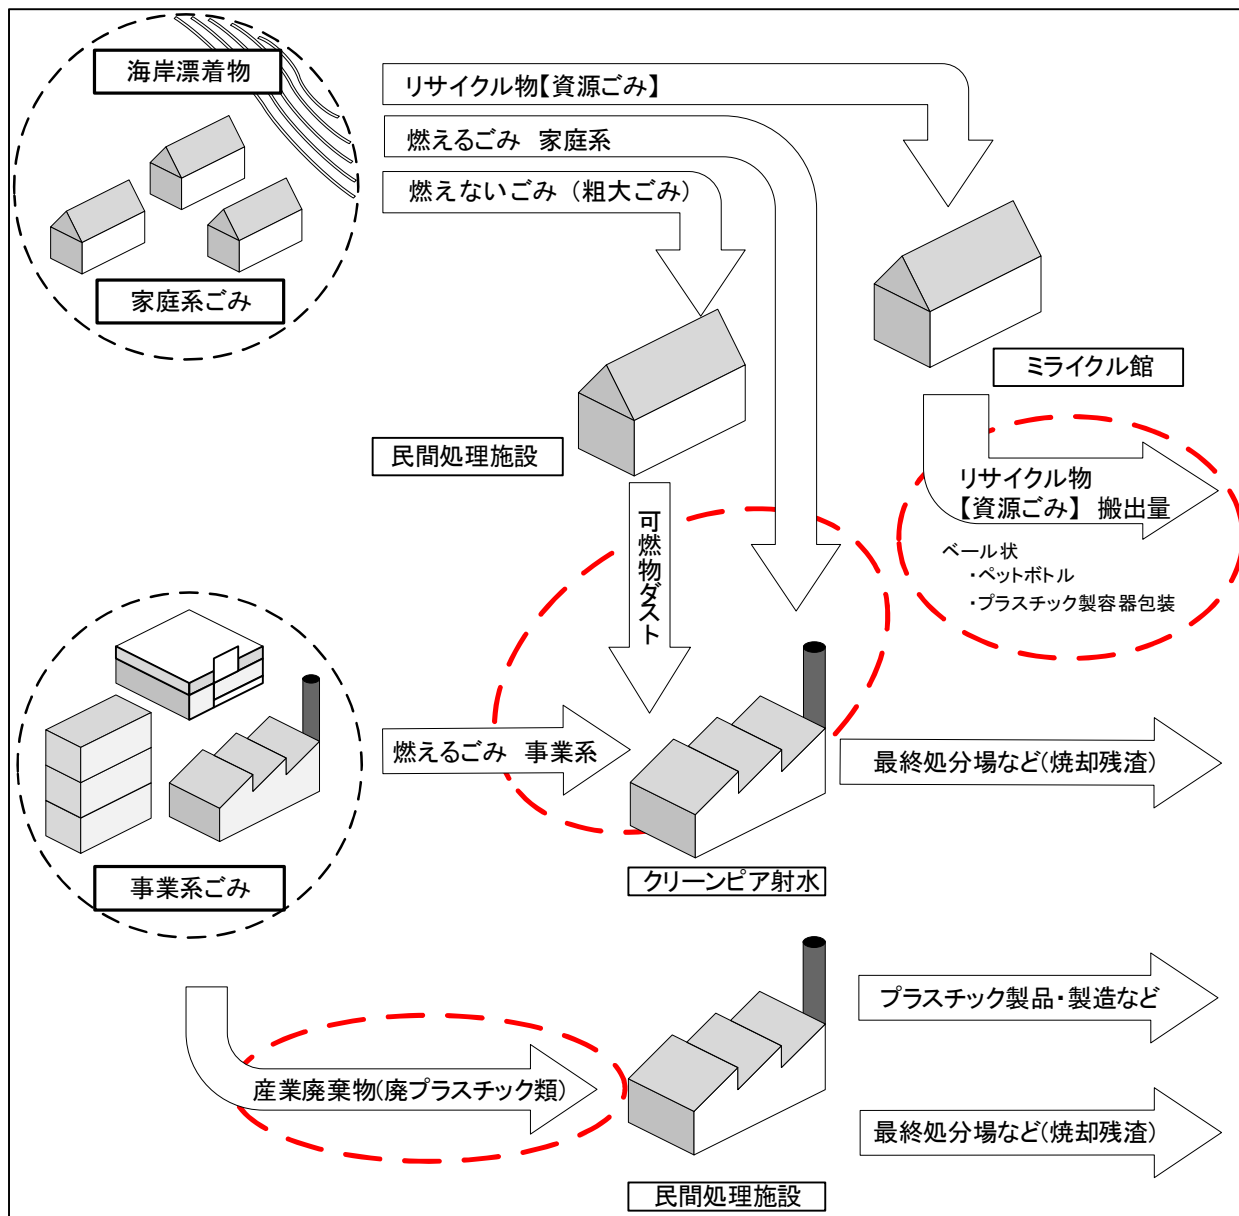 海岸漂着物
家庭系ごみ
リサイクル物【資源ごみ】
燃えるごみ 家庭系
燃えないごみ（粗大ごみ）
ミライクル館
民間処理施設
リサイクル物
【資源ごみ】 搬出量
ベール状
・ペットボトル
・プラスチック製容器包装
可燃物ダスト
燃えるごみ 事業系
事業系ごみ
クリーンピア射水
最終処分場など(焼却残渣)
産業廃棄物(廃プラスチック類)
民間処理施設
プラスチック製品・製造など
最終処分場など(焼却残渣)